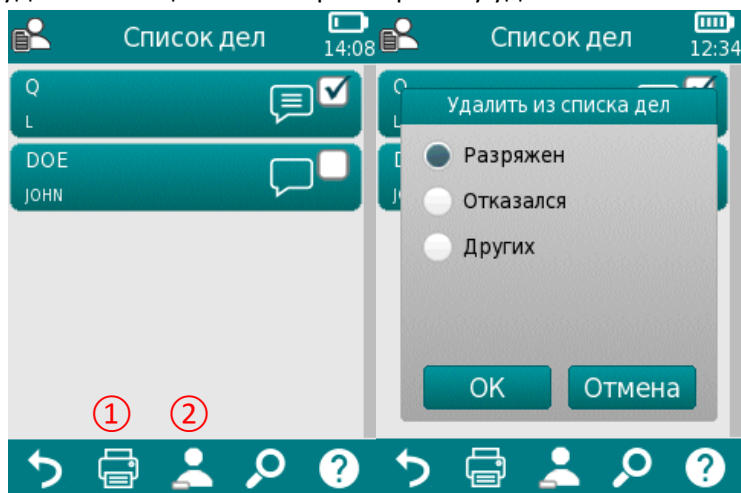 Список дел
14:08
Q
L
DOE
JOHN
①
②
?
Список дел
12:34
Удалить из списка дел
Разряжен
Отказался
Других
OK
Отмена
?